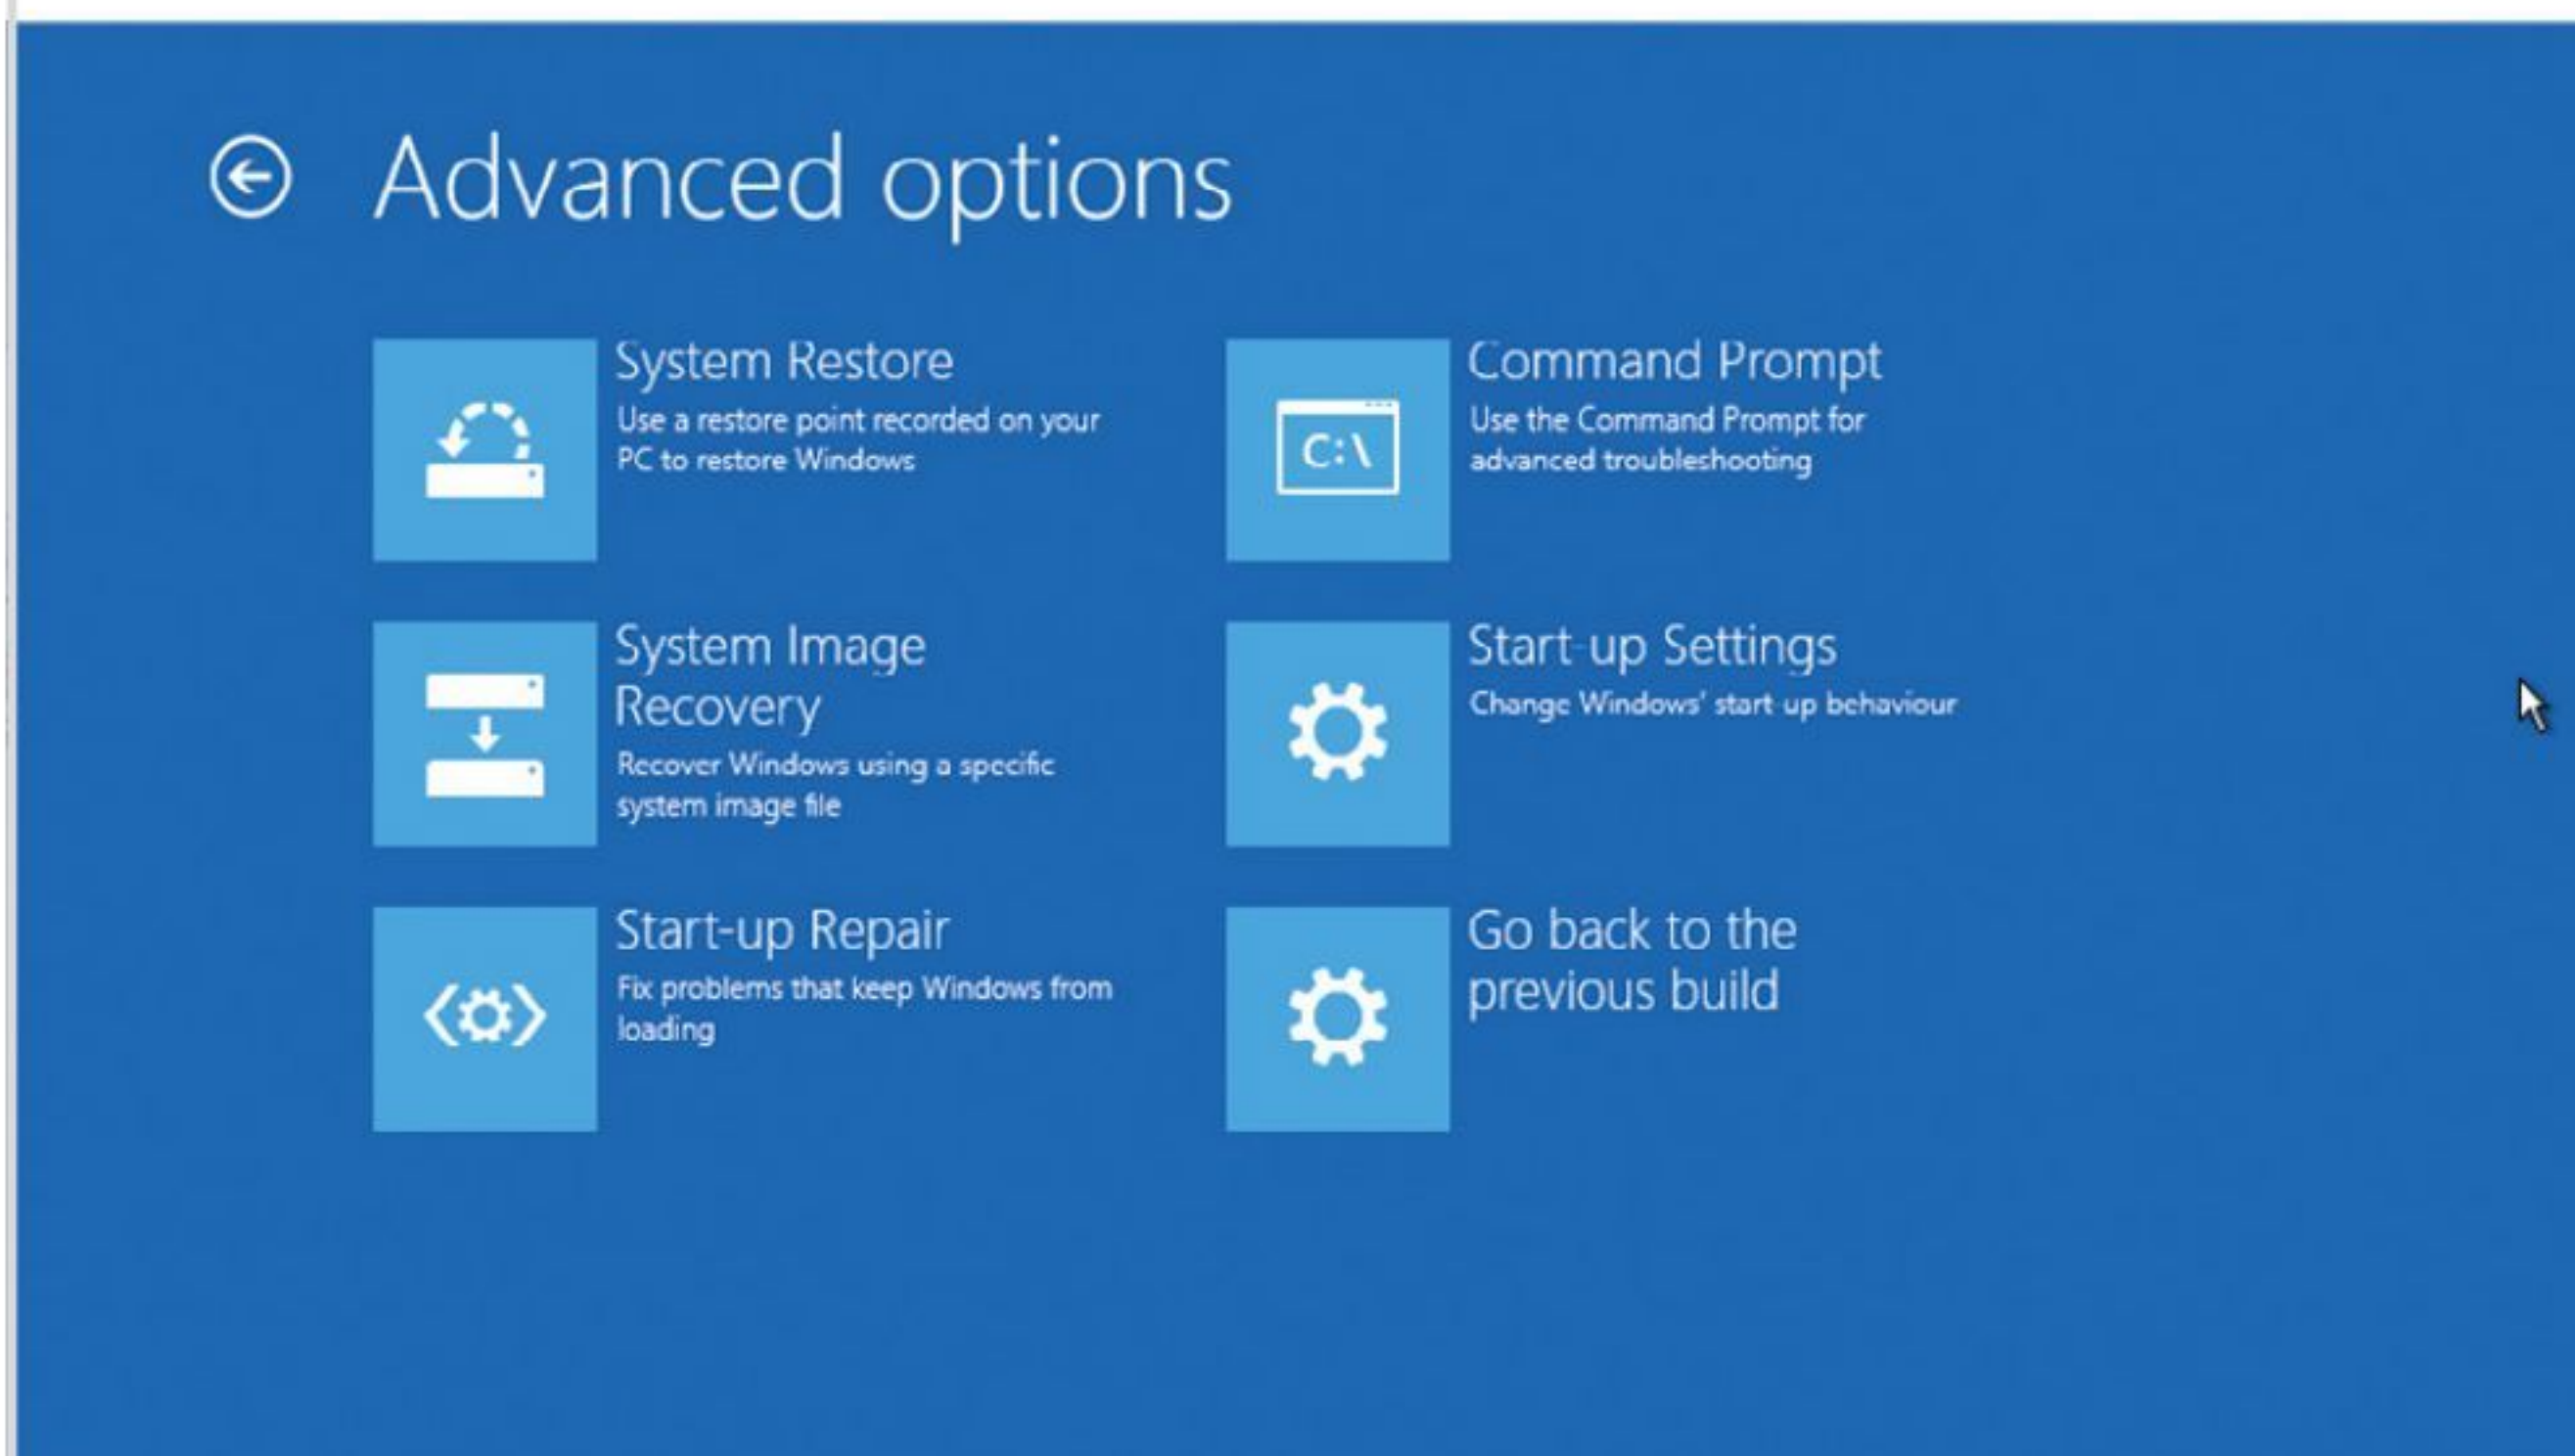 Advanced options
System Restore
Use a restore point recorded on your
PC to restore Windows
System Image
Recovery
Recover Windows using a specific
system image file
Start-up Repair
Fix problems that keep Windows from
loading
Command Prompt
Use the Command Prompt for
advanced troubleshooting
C:\
Start-up Settings
Change Windows' start-up behaviour
Go back to the
previous build